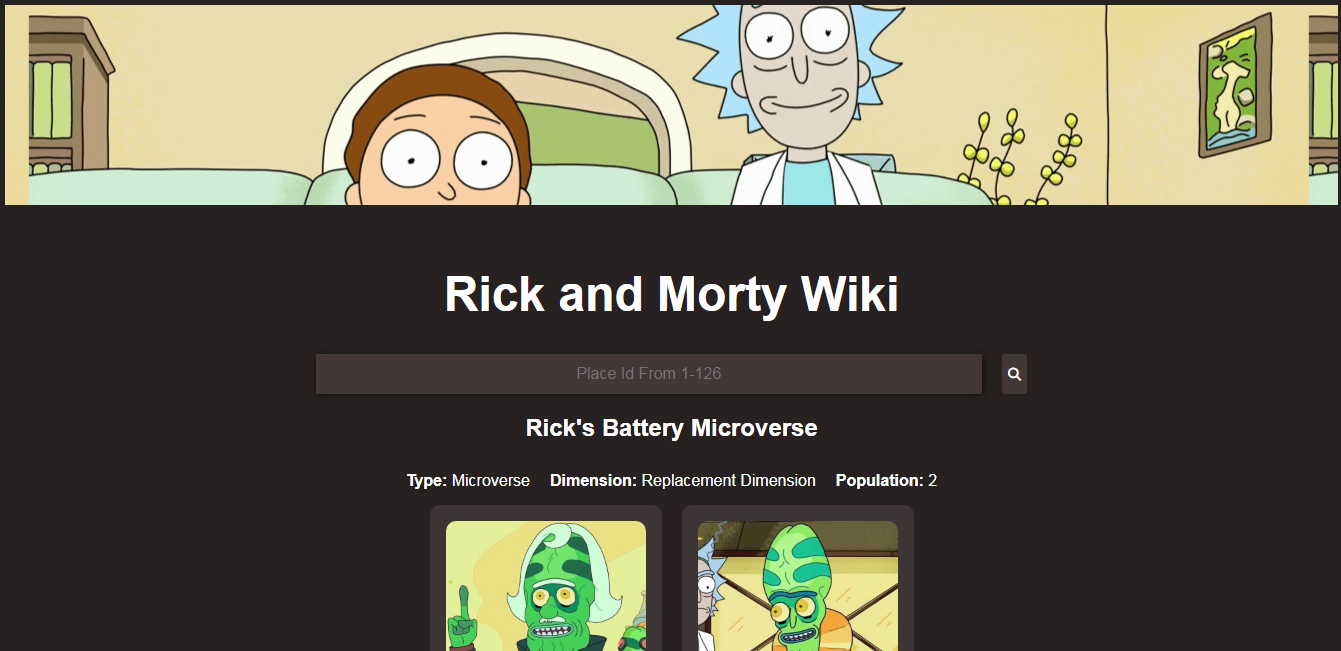 Rick and Morty Wiki
Place Id From 1-126
Rick's Battery Microverse
Type: Microverse Dimension: Replacement Dimension Population: 2